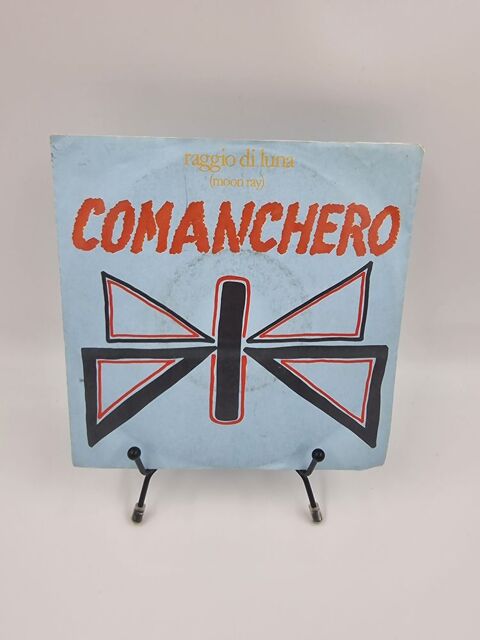 raggio di luna
(moon ray)
COMANCHERO